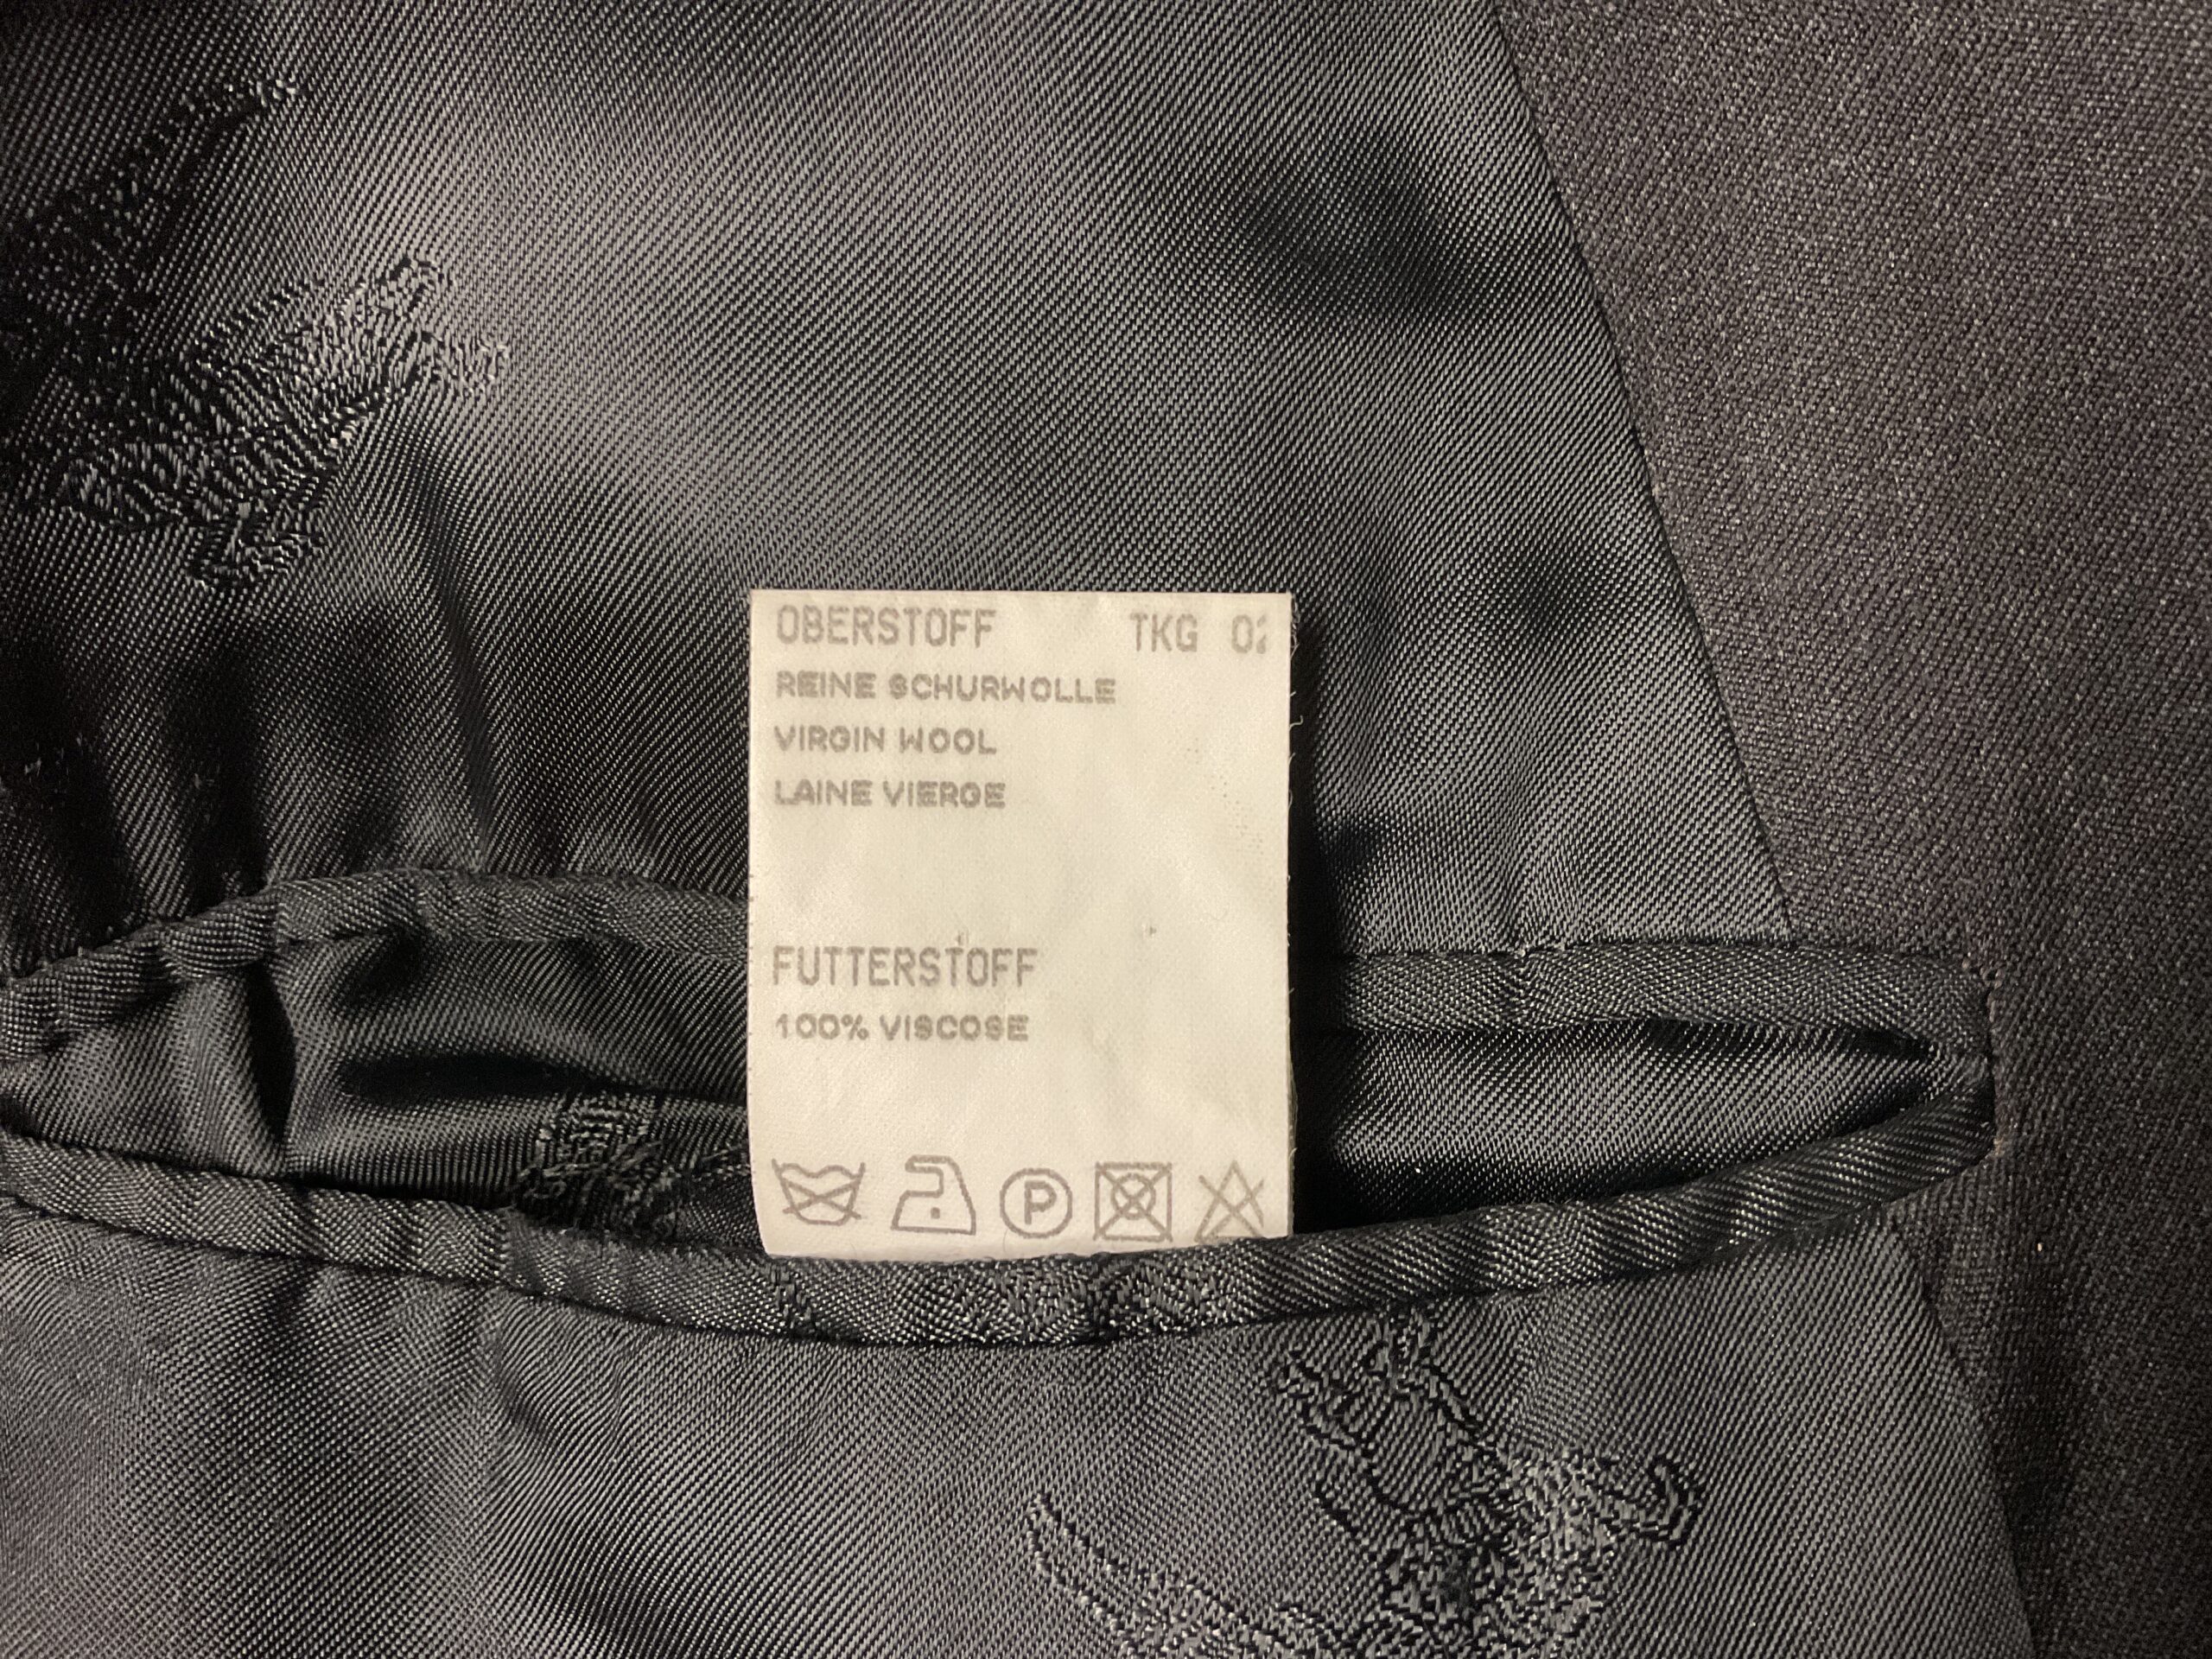 OBERSTOFF TKG
REINE SCHURWOLLE
VIRGIN WOOL
LAINE VIERGE
FUTTERSTOFF
100% VISCOSE
P